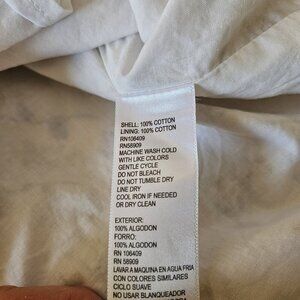 SHELL: 100% COTTON
LINING: 100% COTTON
RN106409
RN58909
MACHINE WASH COLD
WITH LIKE COLORS
GENTLE CYCLE
DO NOT BLEACH
DO NOT TUMBLE DRY
LINE DRY
COOL IRON IF NEEDED
OR DRY CLEAN
EXTERIOR:
100% ALGODON
FORRO:
100% ALGODON
RN 106409
RN 58909
LAVAR A MAQUINA EN AGUA FRIA
CON COLORES SIMILARES
CICLO SUAVE
NO USAR BLANQUEADOR